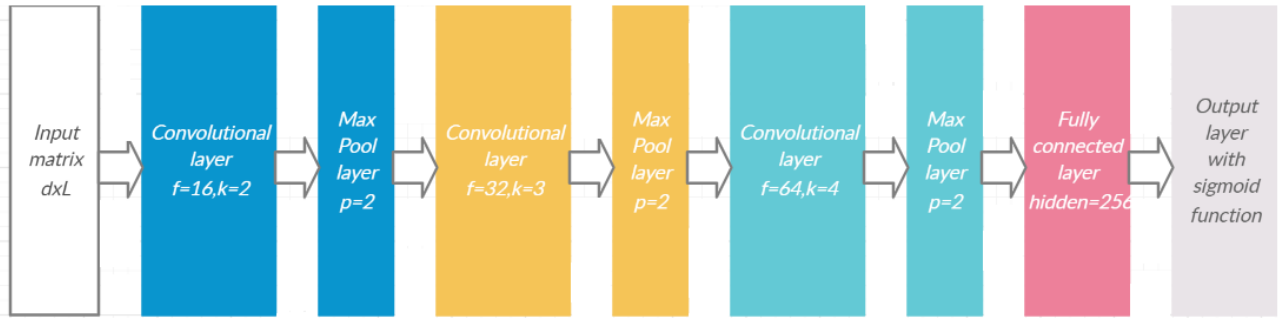 Input
matrix
dxL
Convolutional
layer
f=16,k=2
Max
Pool
layer
p=2
Convolutional
layer
f=32,k=3
Max
Pool
layer
p=2
Convolutional
layer
f=64,k=4
Max
Pool
layer
p=2
Fully
connected
layer
hidden=256
Output
layer
with
sigmoid
function